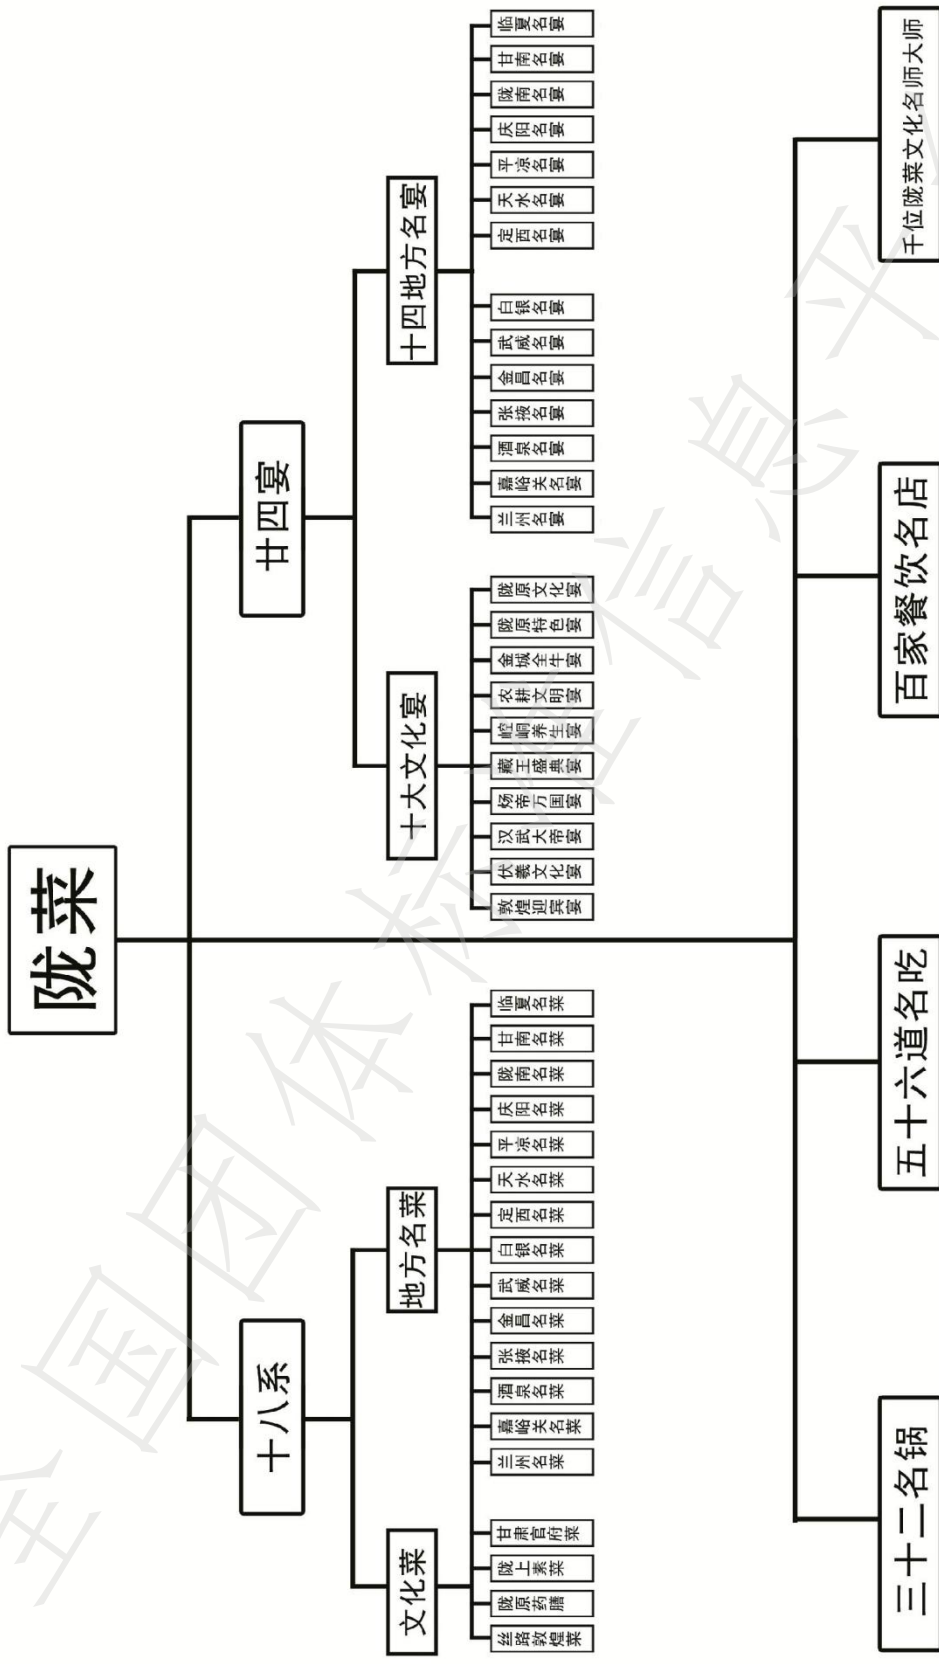 陇菜
十八系
廿四宴
文化菜
地方名菜
十大文化宴
十四地方名宴
丝路敦煌菜
陇原药膳
陇上素菜
甘肃官府菜
兰州名菜
嘉峪关名菜
酒泉名菜
张掖名菜
金昌名菜
武威名菜
白银名菜
定西名菜
天水名菜
平凉名菜
庆阳名菜
陇南名菜
甘南名菜
临夏名菜
敦煌迎宾宴
伏羲文化宴
汉武大帝宴
炀帝万国宴
藏王盛典宴
崆峒养生宴
农耕文明宴
金城全牛宴
陇原特色宴
陇原文化宴
兰州名宴
嘉峪关名宴
酒泉名宴
张掖名宴
金昌名宴
武威名宴
白银名宴
定西名宴
天水名宴
平凉名宴
庆阳名宴
陇南名宴
甘南名宴
临夏名宴
三十二名锅
五十六道名吃
百家餐饮名店
千位陇菜文化名师大师
全国团体标准信息平